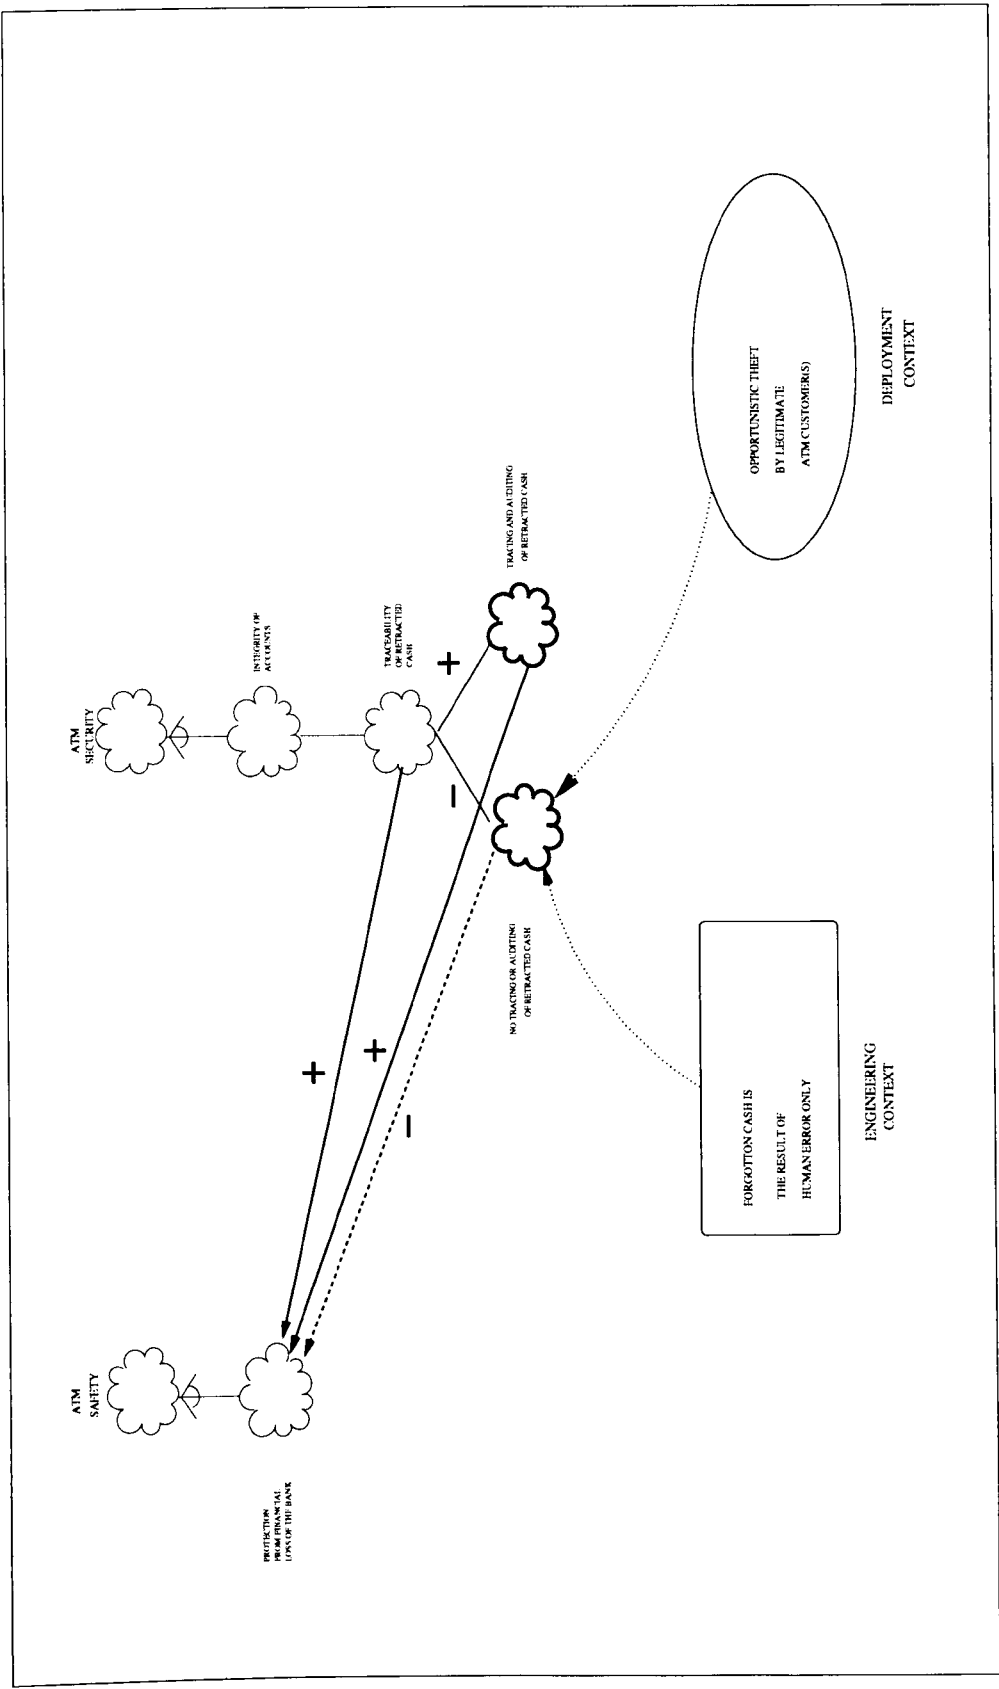 ATM
SAFETY
ATM
SECURITY
PROTECTION
FROM FINANCIAL
LOSS OF THE BANK
INTEGRITY OF
ACCOUNTS
TRACEABILITY
OF RETRACTED
CASH
+
+
−
−
+
NO TRACING OR AUDITING
OF RETRACTED CASH
TRACING AND AUDITING
OF RETRACTED CASH
FORGOTTON CASH IS
THE RESULT OF
HUMAN ERROR ONLY
ENGINEERING
CONTEXT
OPPORTUNISTIC THEFT
BY LEGITIMATE
ATM CUSTOMER(S)
DEPLOYMENT
CONTEXT